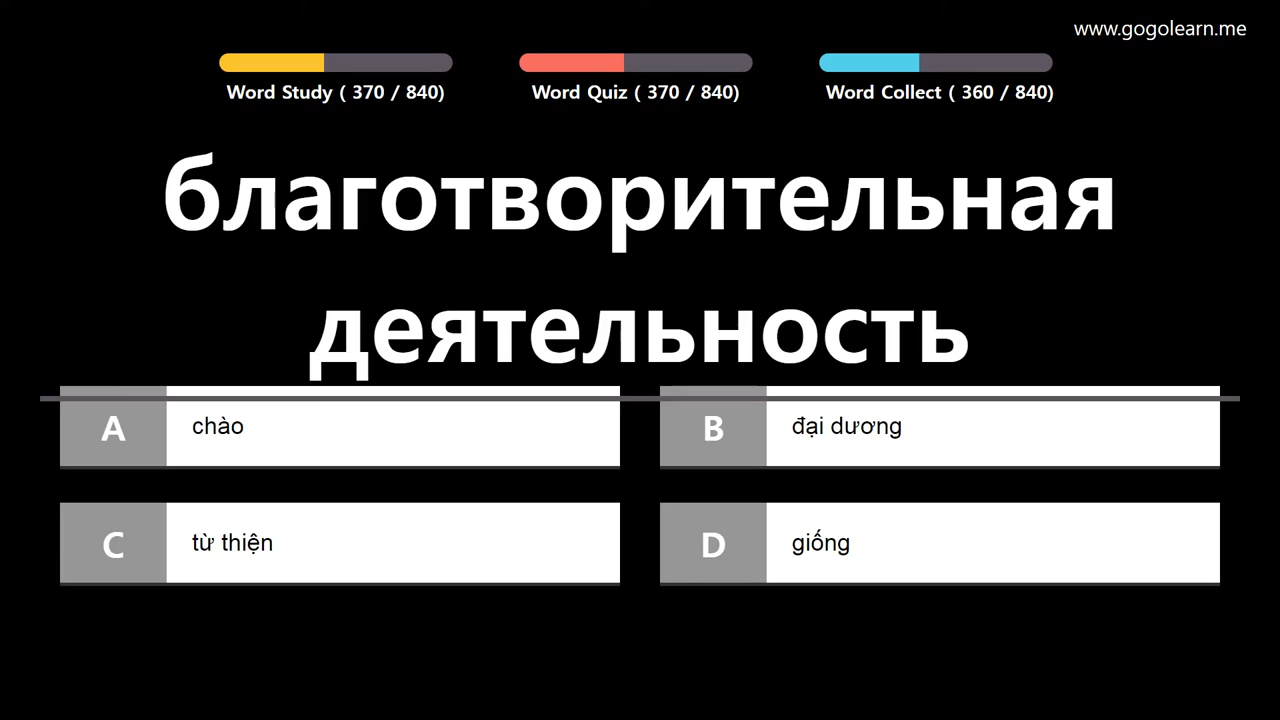 www.gogolearn.me
Word Study ( 370 / 840)
Word Quiz ( 370 / 840)
Word Collect ( 360 / 840)
благотворительная
деятельность
A chào
B đại dương
C từ thiện
D giống